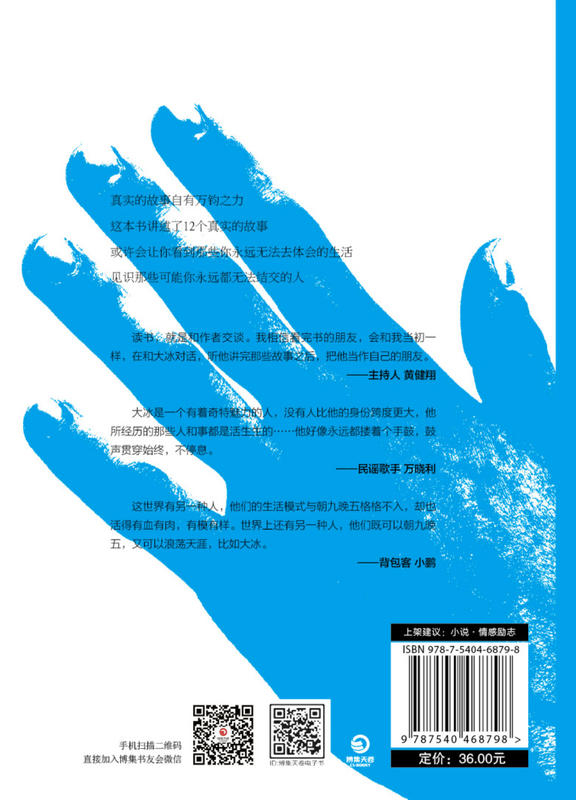 真实的故事自有万钧之力
这本书讲述了12个真实的故事
或许会让你看到那些你永远无法去体会的生活
见识那些可能你永远都无法结交的人
读书，就是和作者交谈。我相信看完书的朋友，会和我当初一
样，在和大冰对话，听他讲完那些故事之后，把他当作自己的朋友。
——主持人 黄健翔
大冰是一个有着奇特魅力的人，没有人比他的身份跨度更大，他
所经历的那些人和事都是活生生的……他好像永远都搂着个手鼓，鼓
声贯穿始终，不停息。
——民谣歌手 万晓利
这世界有另一种人，他们的生活模式与朝九晚五格格不入，却也
活得有血有肉，有模有样。世界上还有另一种人，他们既可以朝九晚
五，又可以浪荡天涯，比如大冰。
——背包客 小鹏
上架建议：小说·情感励志
ISBN 978-7-5404-6879-8
9 787540 468798 >
定价：36.00元
手机扫描二维码
直接加入博集书友会微信
ID:博集天卷电子书
博集天卷
CS-BOOKY